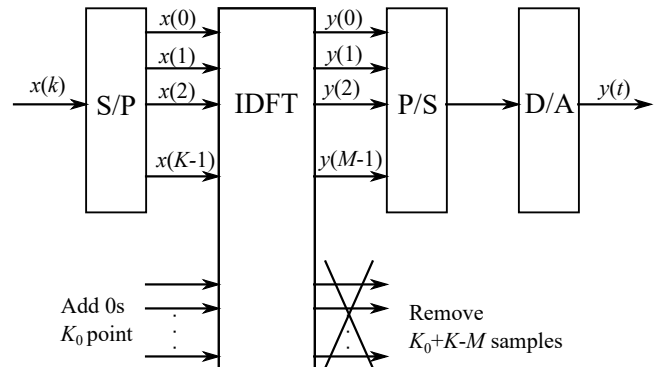 x(k)
S/P
x(0)
x(1)
x(2)
x(K-1)
IDFT
y(0)
y(1)
y(2)
y(M-1)
P/S
D/A
y(t)
Add 0s
K₀ point
Remove
K₀+K-M samples